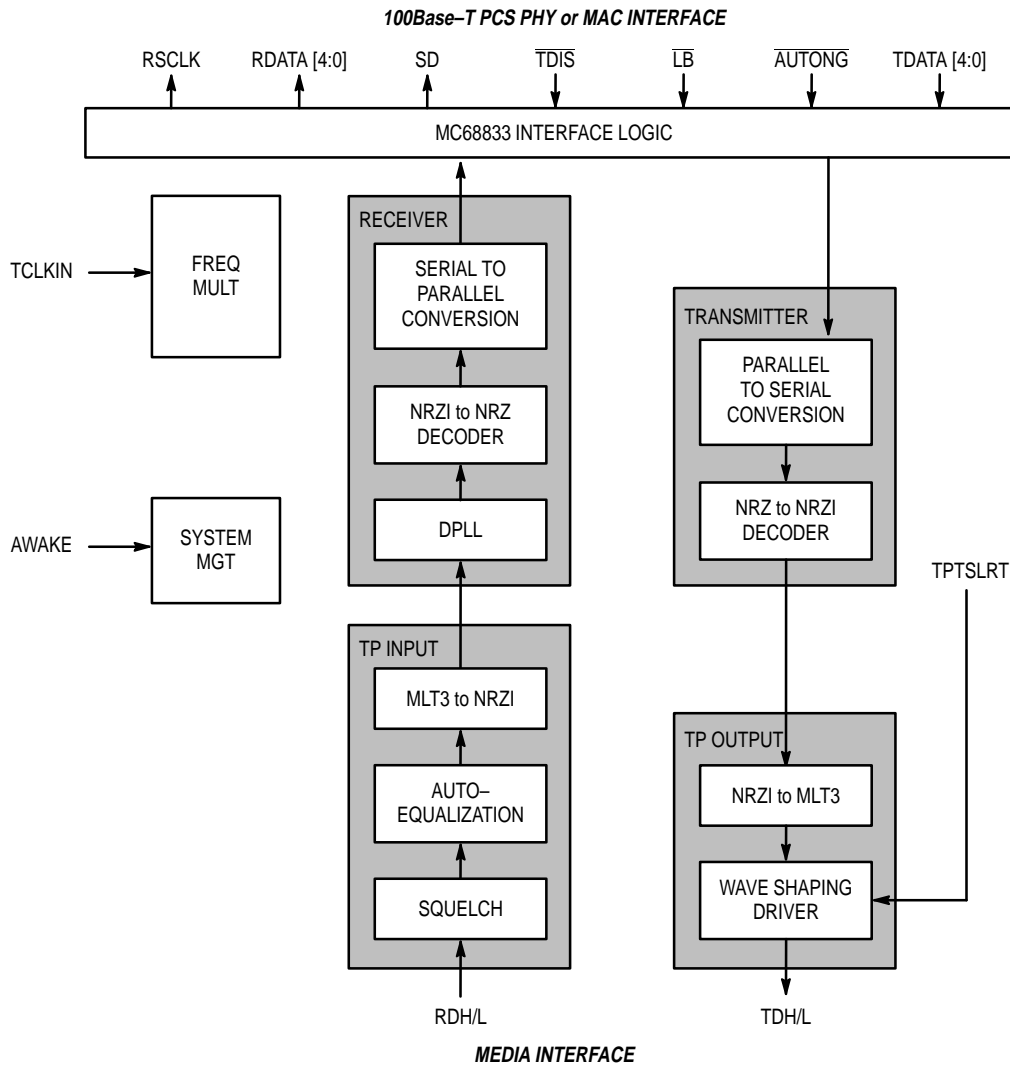 100Base–T PCS PHY or MAC INTERFACE
RSCLK
RDATA [4:0]
SD
TDIS
LB
AUTONG
TDATA [4:0]
MC68833 INTERFACE LOGIC
TCLKIN
FREQ
MULT
AWAKE
SYSTEM
MGT
RECEIVER
SERIAL TO
PARALLEL
CONVERSION
NRZI to NRZ
DECODER
DPLL
TP INPUT
MLT3 to NRZI
AUTO–
EQUALIZATION
SQUELCH
RDH/L
TRANSMITTER
PARALLEL
TO SERIAL
CONVERSION
NRZ to NRZI
DECODER
TPTSLRT
TP OUTPUT
NRZI to MLT3
WAVE SHAPING
DRIVER
TDH/L
MEDIA INTERFACE